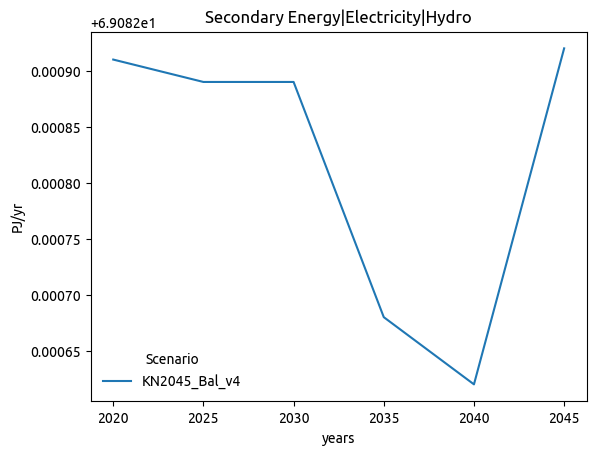 Secondary Energy|Electricity|Hydro
+6.9082e1
0.00090
0.00085
0.00080
0.00075
0.00070
0.00065
PJ/yr
Scenario
KN2045_Bal_v4
2020 2025 2030 2035 2040 2045
years